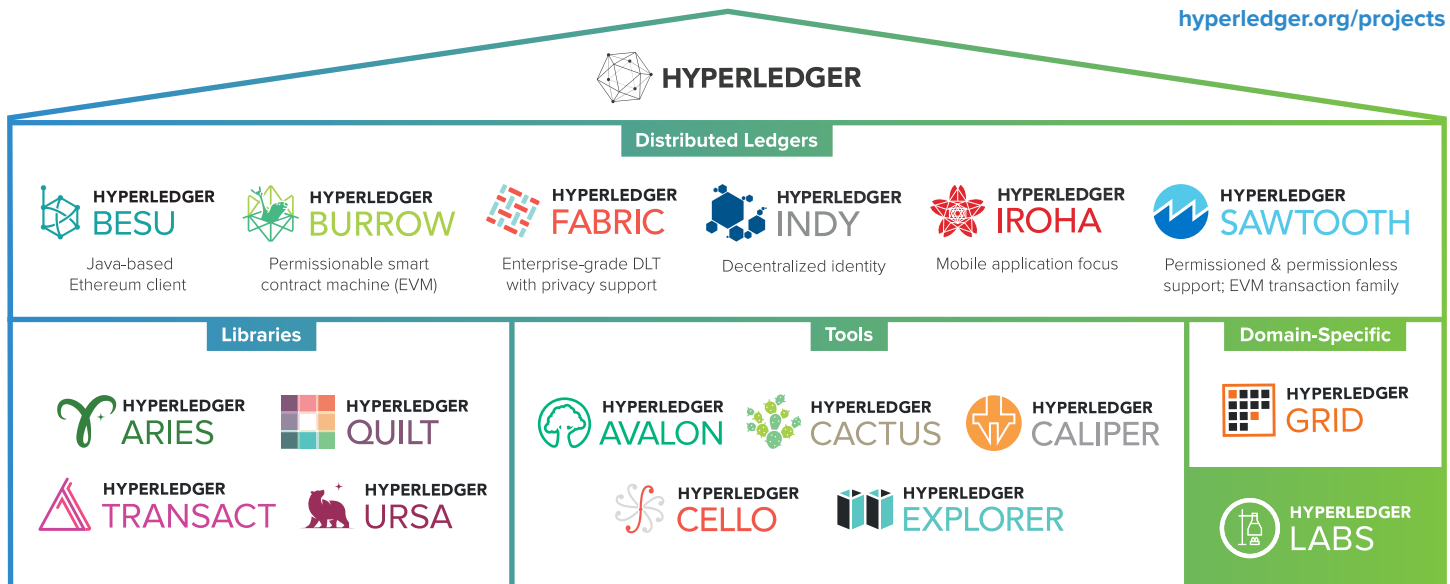 hyperledger.org/projects
HYPERLEDGER
Distributed Ledgers
HYPERLEDGER
BESU
Java-based
Ethereum client
HYPERLEDGER
BURROW
Permissionable smart
contract machine (EVM)
HYPERLEDGER
FABRIC
Enterprise-grade DLT
with privacy support
HYPERLEDGER
INDY
Decentralized identity
HYPERLEDGER
IROHA
Mobile application focus
HYPERLEDGER
SAWTOOTH
Permissioned & permissionless
support; EVM transaction family
Libraries
HYPERLEDGER
ARIES
HYPERLEDGER
QUILT
HYPERLEDGER
TRANSACT
HYPERLEDGER
URSA
Tools
HYPERLEDGER
AVALON
HYPERLEDGER
CACTUS
HYPERLEDGER
CALIPER
HYPERLEDGER
CELLO
HYPERLEDGER
EXPLORER
Domain-Specific
HYPERLEDGER
GRID
HYPERLEDGER
LABS